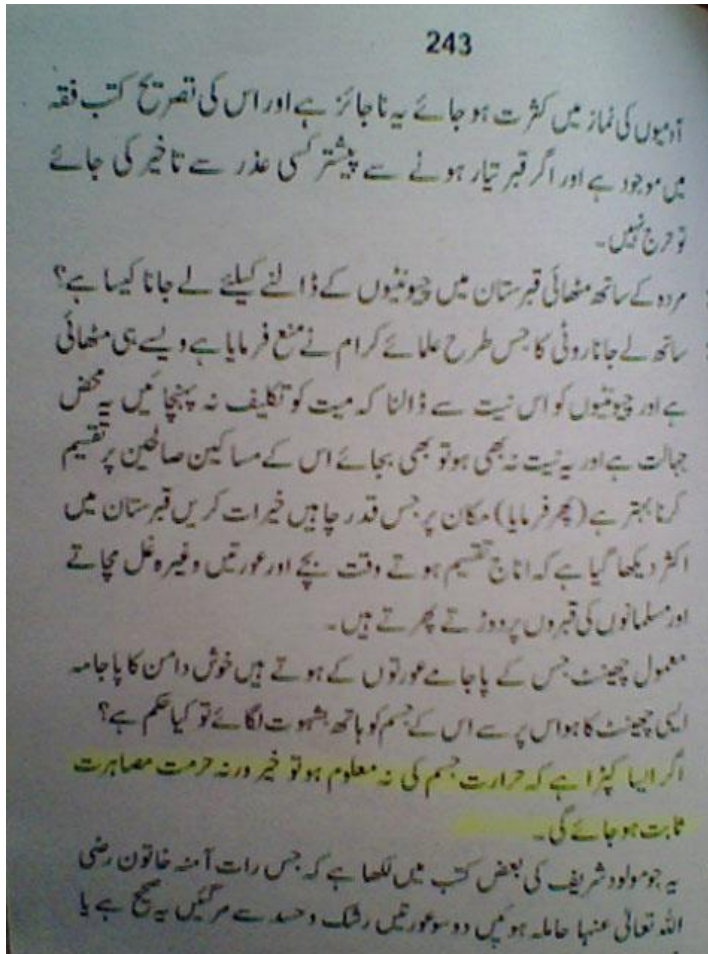 243
آدمیوں کی نماز میں کثرت ہوجائے یہ ناجائز ہے اور اس کی تصریح کتب فقہ
میں موجود ہے اور اگر قبر تیار ہونے سے پیشتر کسی عذر سے تاخیر کی جائے
تو حرج نہیں۔
مردہ کے ساتھ مٹھائی قبرستان میں چیونٹیوں کے ڈالنے کیلئے لے جانا کیسا ہے؟
ساتھ لے جانا روٹی کا جس طرح علمائے کرام نے منع فرمایا ہے ویسے ہی مٹھائی
ہے اور چیونٹیوں کو اس نیت سے ڈالنا کہ میت کو تکلیف نہ پہنچائیں یہ محض
جہالت ہے اور یہ نیت نہ بھی ہو تو بھی بجائے اس کے مساکین صالحین پر تقسیم
کرنا بہتر ہے (پھر فرمایا) مکان پر جس قدر چاہیں خیرات کریں قبرستان میں
اکثر دیکھا گیا ہے کہ اناج تقسیم ہوتے وقت بچے اور عورتیں وغیرہ غل مچاتے
اور مسلمانوں کی قبروں پر دوڑتے پھرتے ہیں۔
معمول چھینٹ جس کے پاجامے عورتوں کے ہوتے ہیں خوش دامن کا پاجامہ
ایسی چھینٹ کا ہو اس پر سے اس کے جسم کو ہاتھ بشہوت لگائے تو کیا حکم ہے؟
اگر ایسا کپڑا ہے کہ حرارت جسم کی نہ معلوم ہو تو خیر ورنہ حرمت مصاہرت
ثابت ہوجائے گی۔
یہ جو مولود شریف کی بعض کتب میں لکھا ہے کہ جس رات آمنہ خاتون رضی
اللہ تعالیٰ عنہا حاملہ ہوئیں دو سو عورتیں رشک و حسد سے مرگئیں یہ صحیح ہے یا